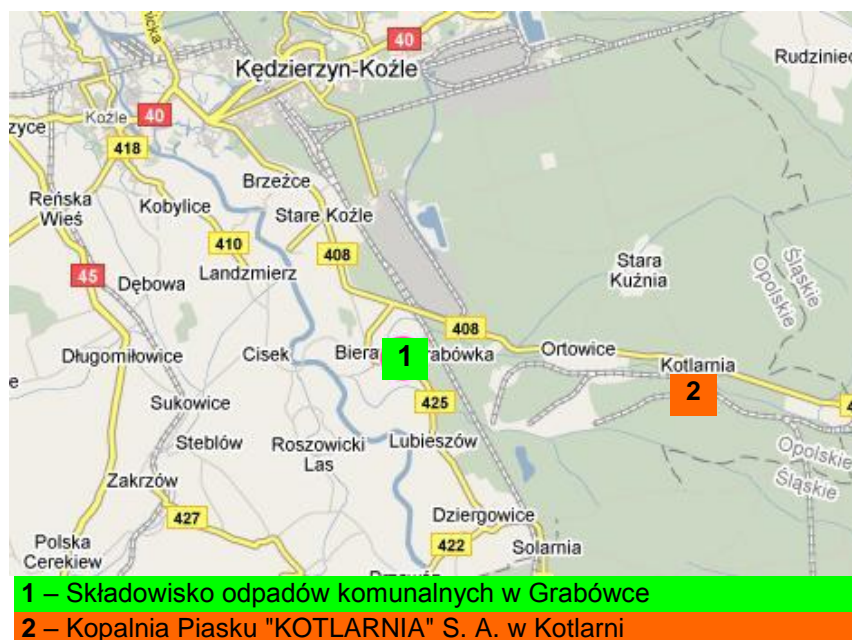 40
Rudziniec
Kędzierzyn-Koźle
Koźle
40
418
Brzeźce
Reńska
Wieś
Kobylice
Stare Koźle
410
408
Stara
Kuźnia
Śląskie
Opolskie
45
Landzmierz
Dębowa
408
Długomiłowice
Cisek
1
Grabówka
Ortowice
Kotlarnia
2
425
Sukowice
Steblów
Roszowicki
Las
Lubieszów
Opolskie
Śląskie
Zakrzów
427
Dziergowice
Polska
Cerekiew
422
Solarnia
1 – Składowisko odpadów komunalnych w Grabówce
2 – Kopalnia Piasku "KOTLARNIA" S. A. w Kotlarni